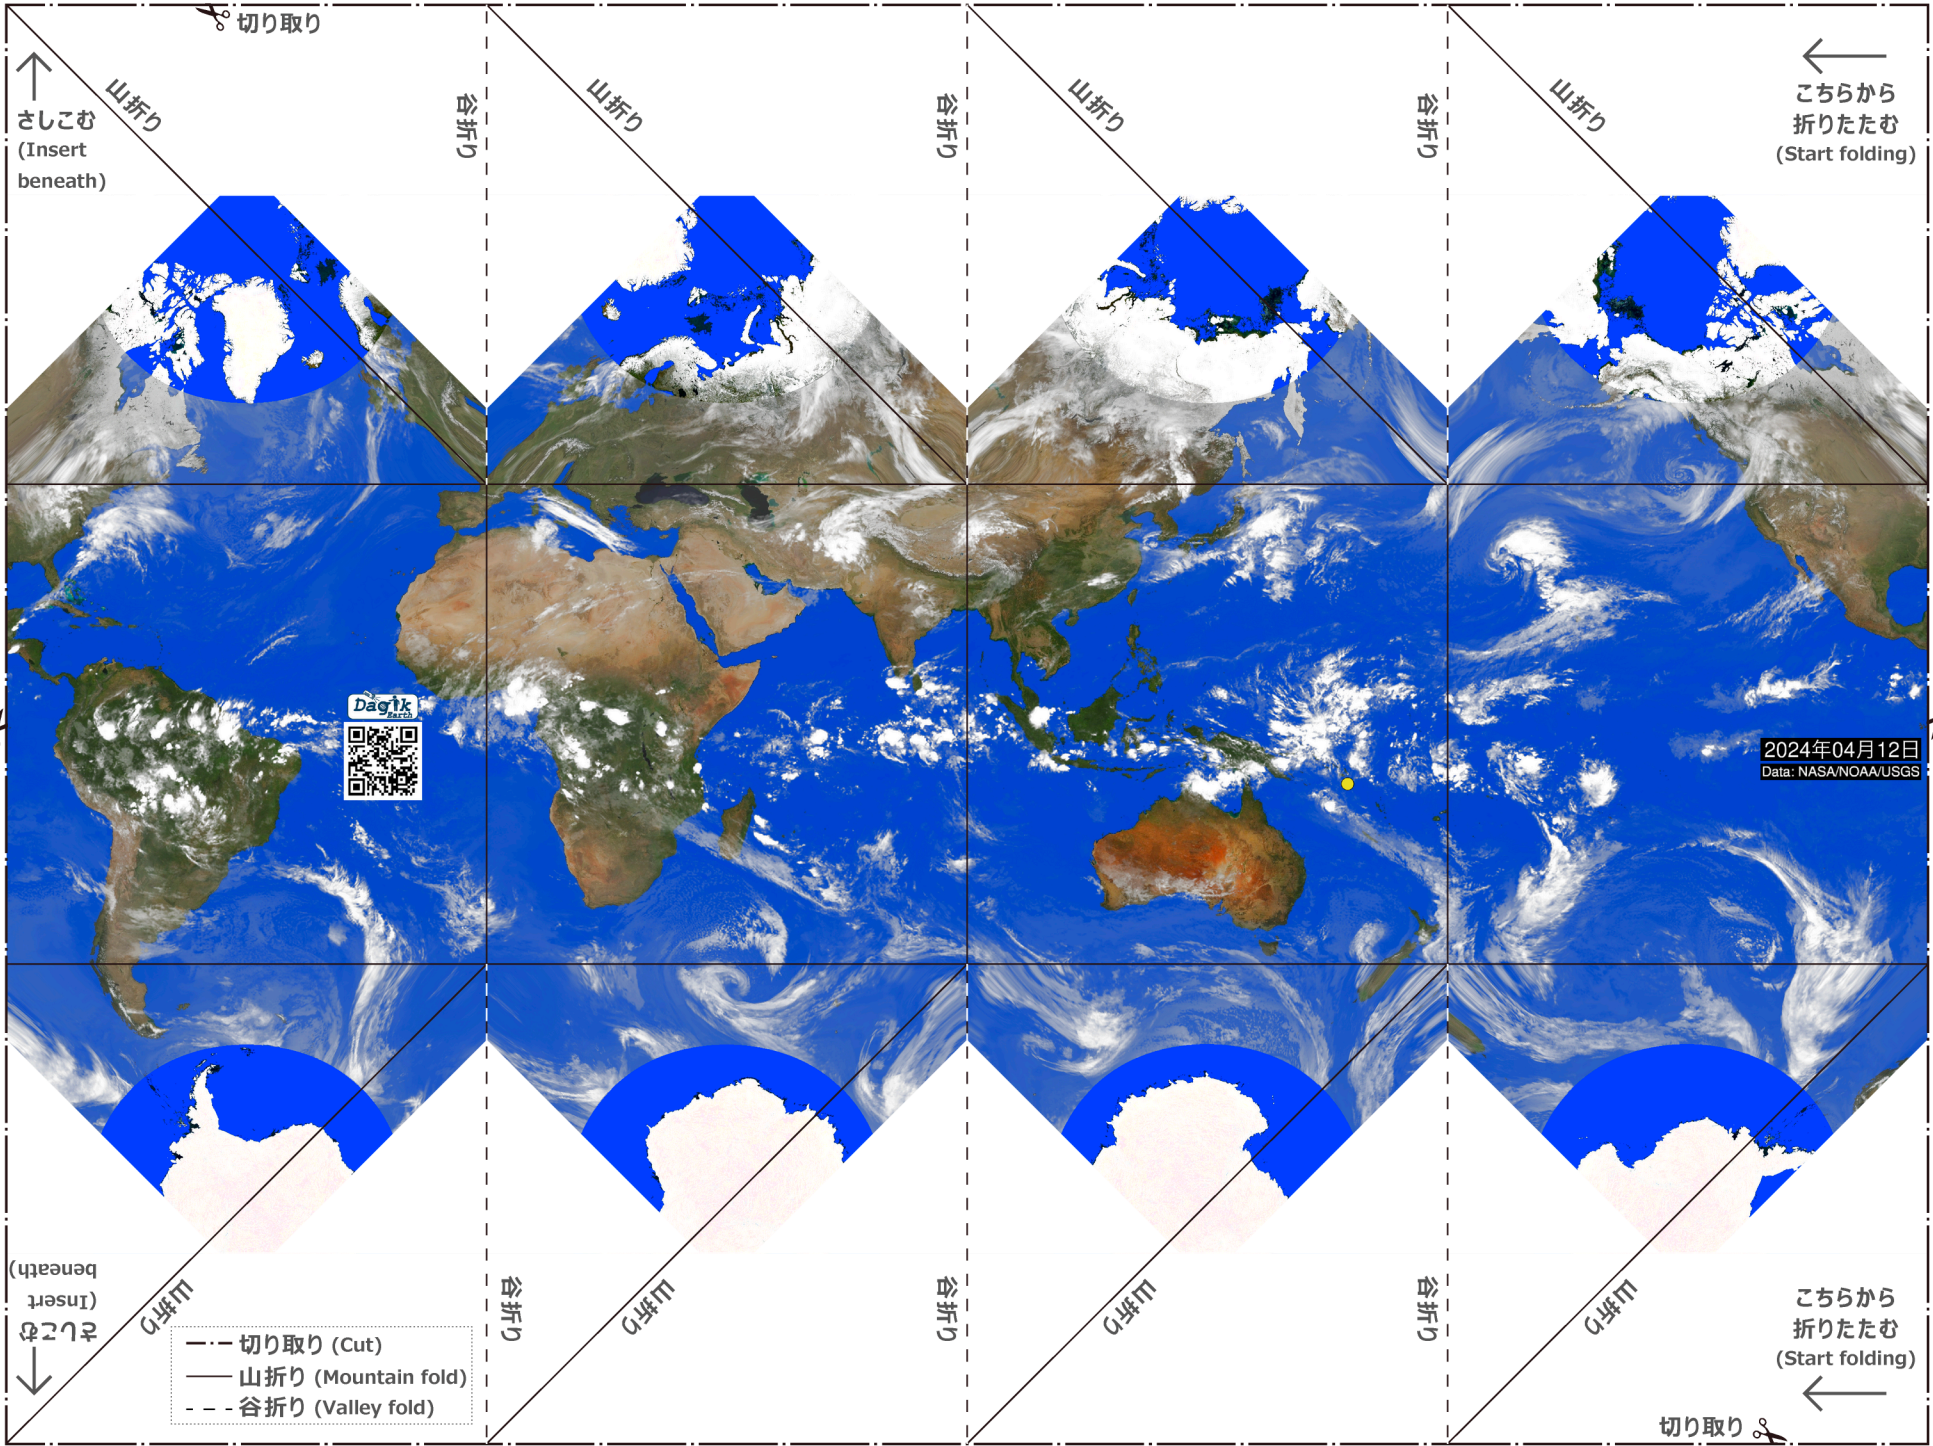 切り取り
山折り
谷折り
山折り
谷折り
山折り
谷折り
山折り
さしこむ
(Insert
beneath)
こちらから
折りたたむ
(Start folding)
Dagik
Earth
2024年04月12日
Data: NASA/NOAA/USGS
さしこむ
(Insert
beneath)
山折り
谷折り
山折り
谷折り
山折り
谷折り
山折り
切り取り (Cut)
山折り (Mountain fold)
谷折り (Valley fold)
こちらから
折りたたむ
(Start folding)
切り取り